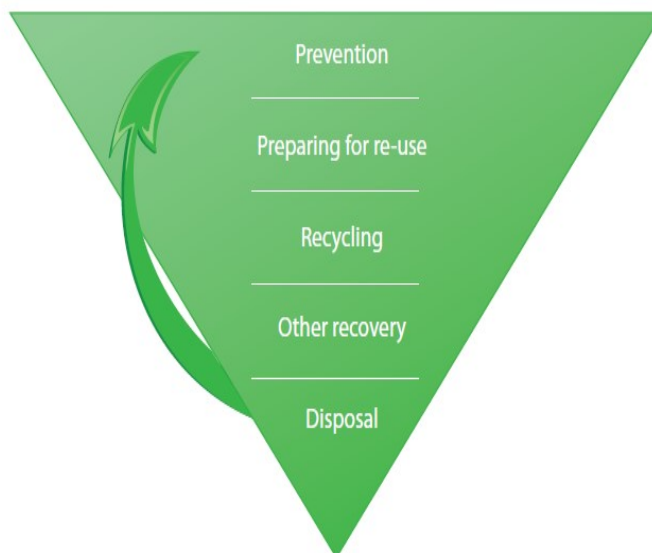 Prevention
Preparing for re-use
Recycling
Other recovery
Disposal